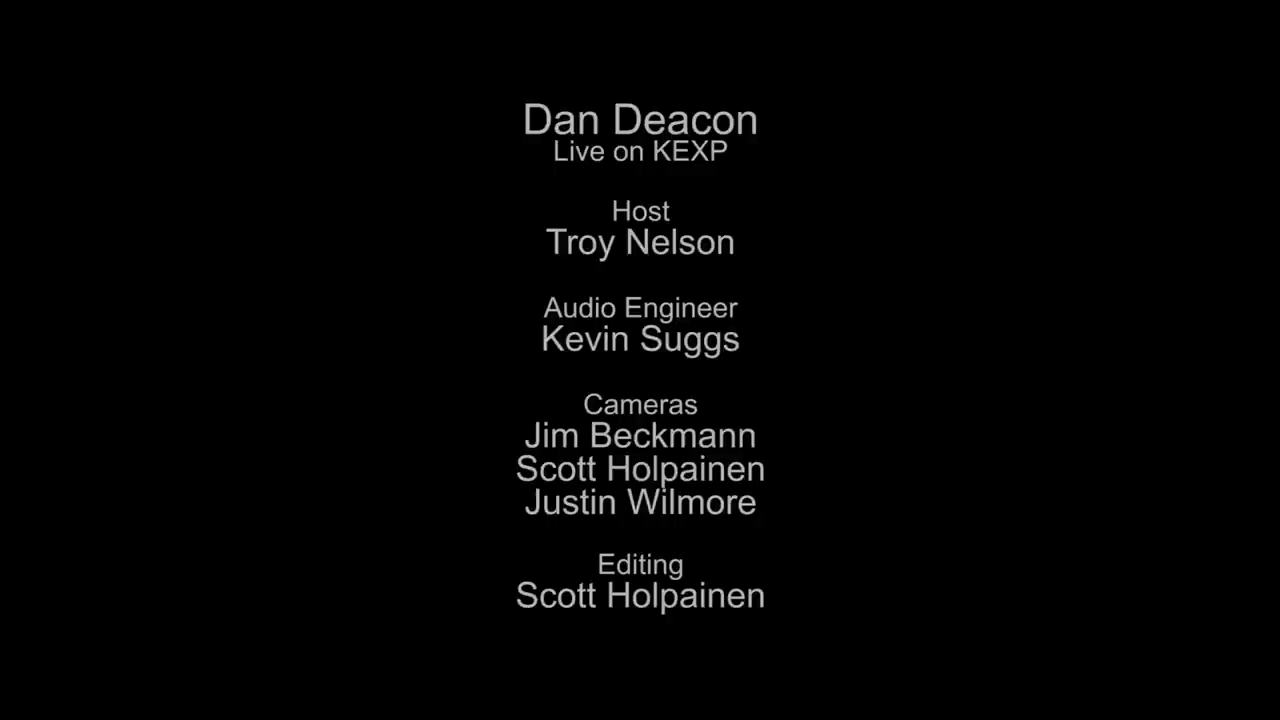 Dan Deacon
Live on KEXP
Host
Troy Nelson
Audio Engineer
Kevin Suggs
Cameras
Jim Beckmann
Scott Holpainen
Justin Wilmore
Editing
Scott Holpainen